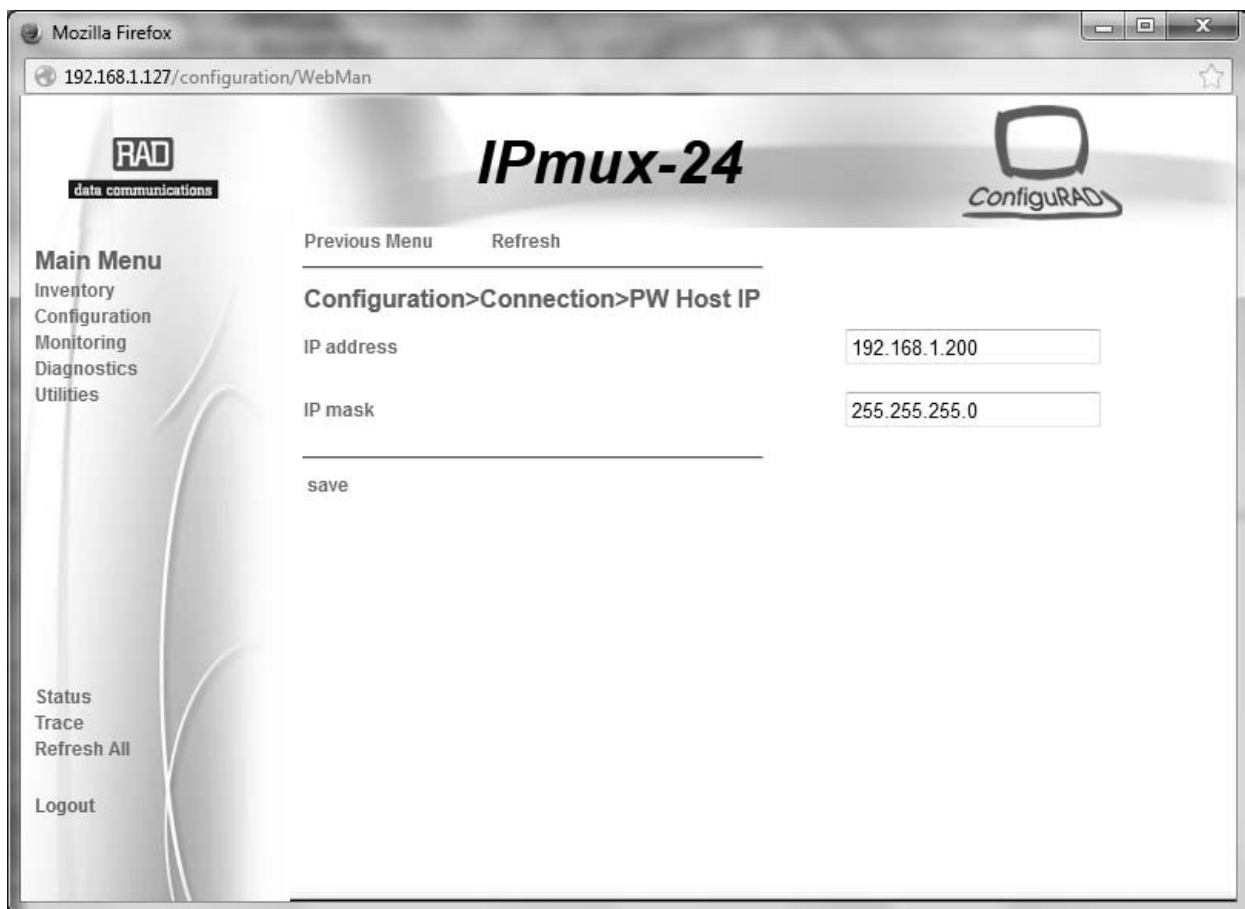 Mozilla Firefox
192.168.1.127/configuration/WebMan
RAD
data communications
IPmux-24
ConfiguRAD
Main Menu
Inventory
Configuration
Monitoring
Diagnostics
Utilities
Status
Trace
Refresh All
Logout
Previous Menu Refresh
Configuration>Connection>PW Host IP
IP address 192.168.1.200
IP mask 255.255.255.0
save